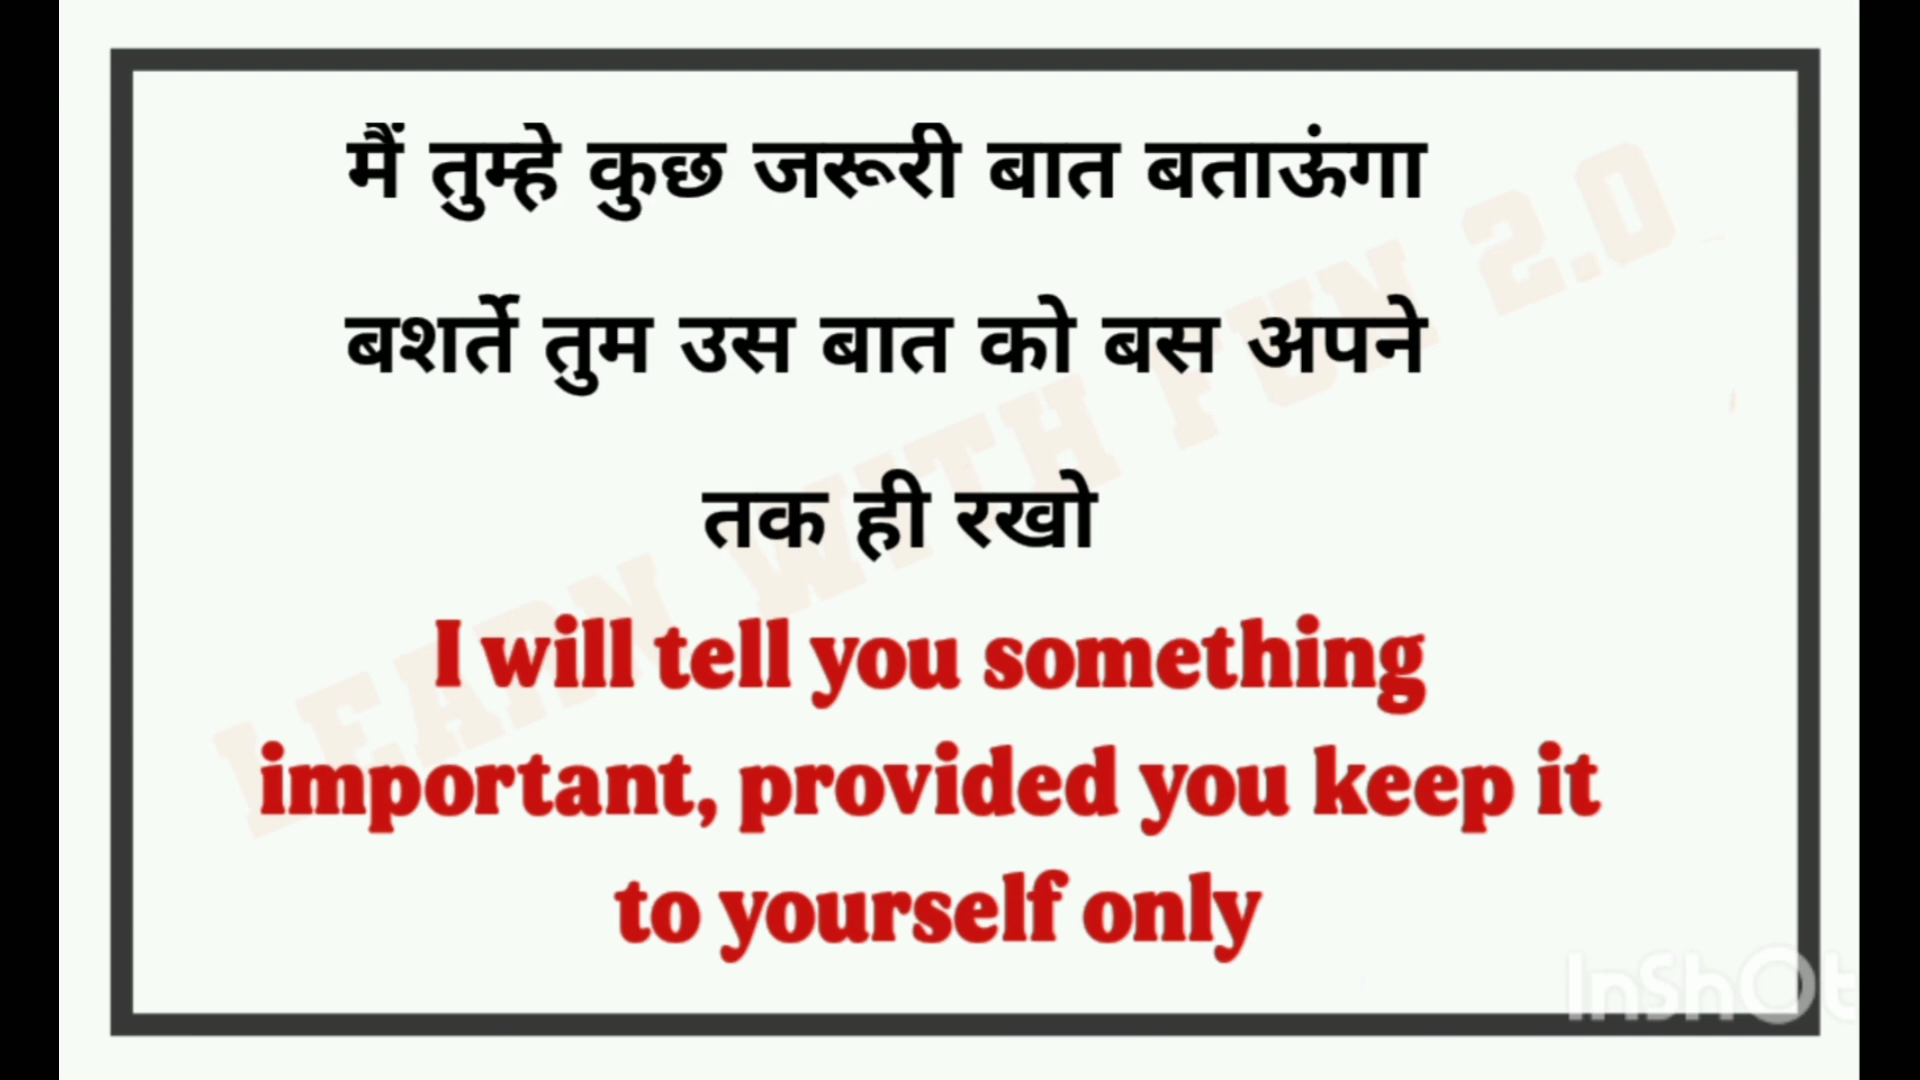 मैं तुम्हे कुछ जरूरी बात बताऊंगा
बशर्ते तुम उस बात को बस अपने
तक ही रखो
I will tell you something
important, provided you keep it
to yourself only
LEARN WITH FUN 2.0
InShOt